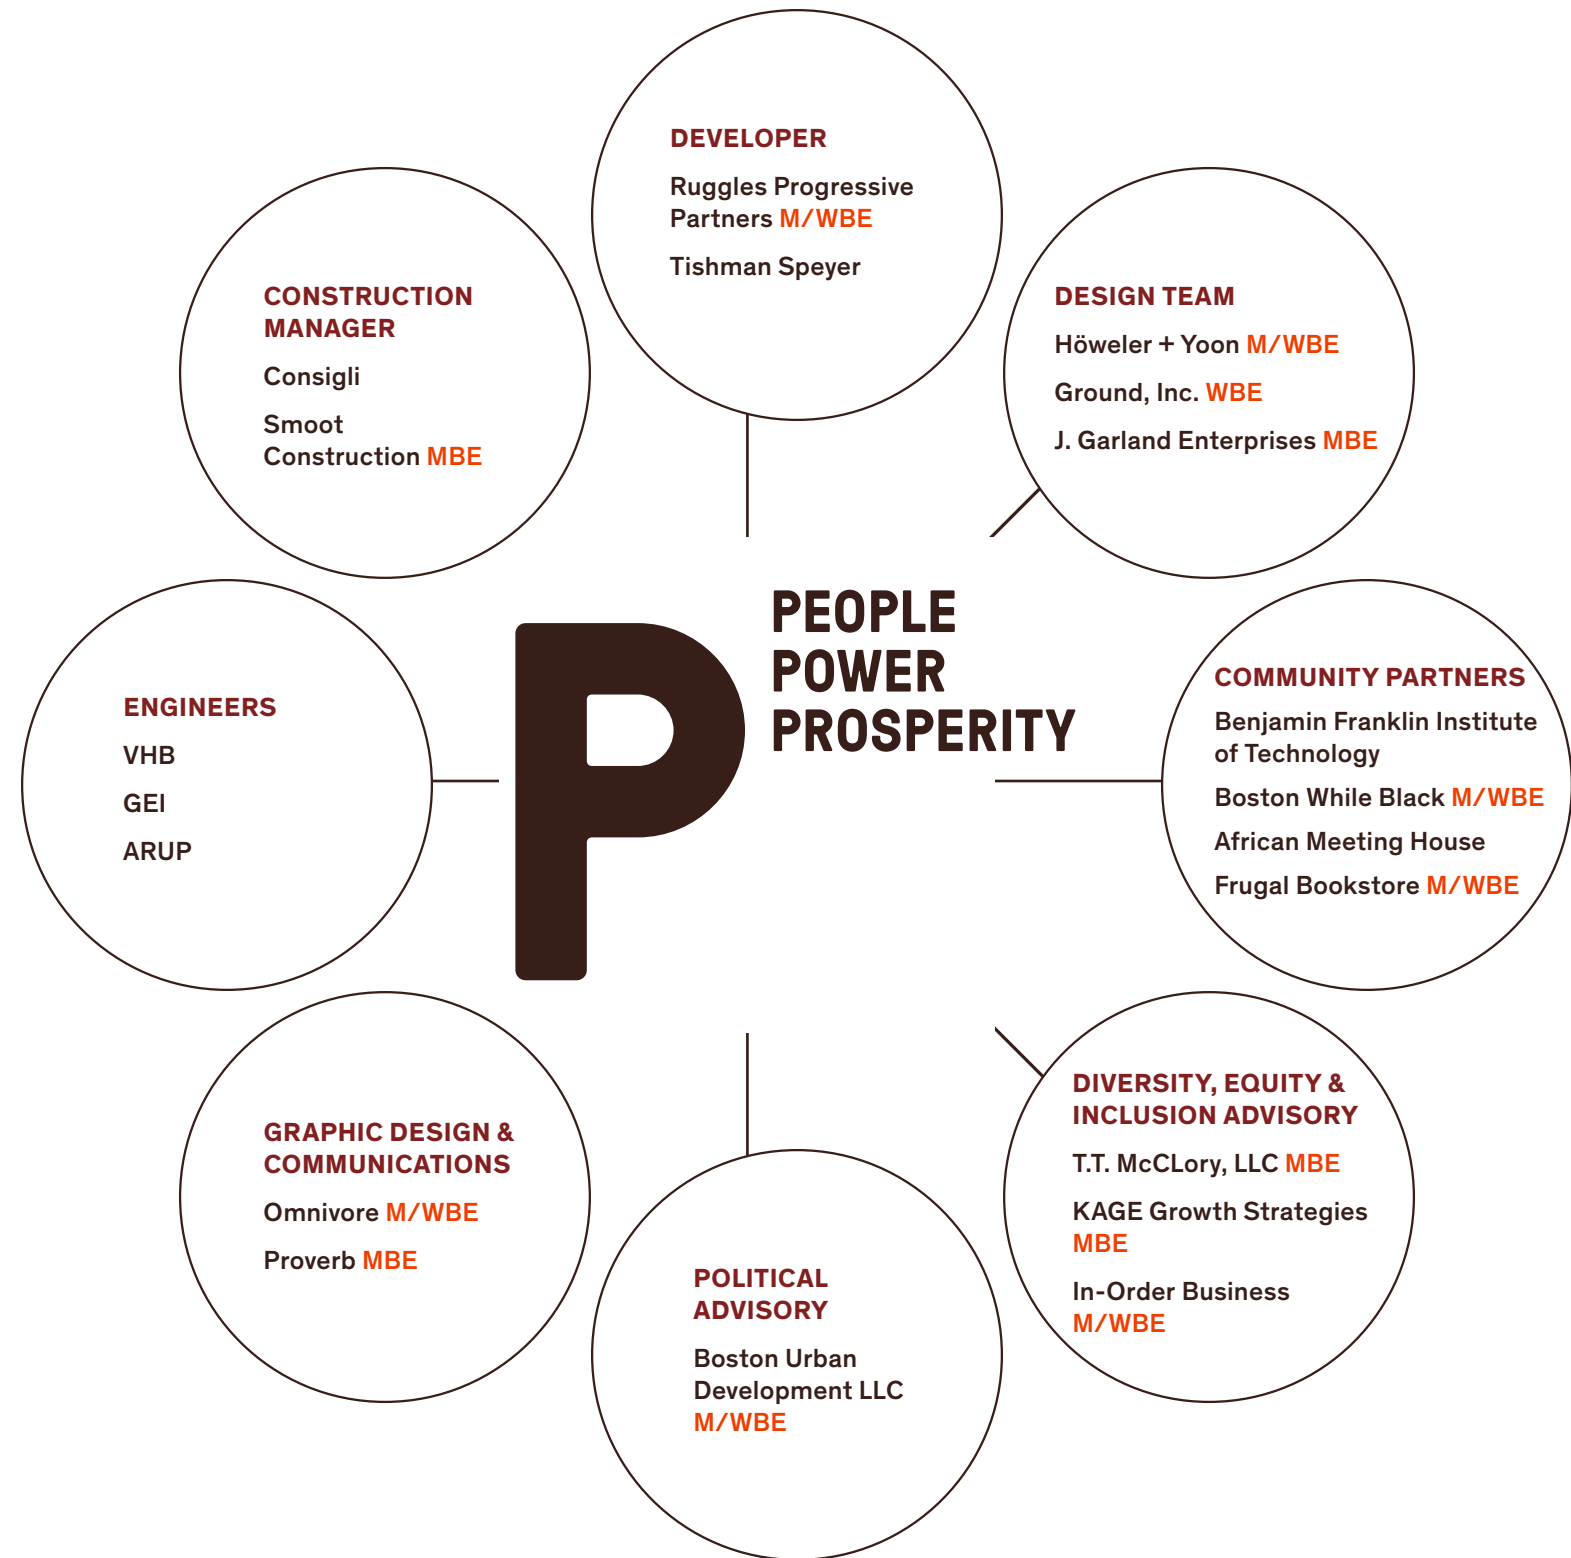 DEVELOPER
Ruggles Progressive
Partners M/WBE
Tishman Speyer
DESIGN TEAM
Höweler + Yoon M/WBE
Ground, Inc. WBE
J. Garland Enterprises MBE
COMMUNITY PARTNERS
Benjamin Franklin Institute
of Technology
Boston While Black M/WBE
African Meeting House
Frugal Bookstore M/WBE
DIVERSITY, EQUITY &
INCLUSION ADVISORY
T.T. McCLory, LLC MBE
KAGE Growth Strategies
MBE
In-Order Business
M/WBE
POLITICAL
ADVISORY
Boston Urban
Development LLC
M/WBE
GRAPHIC DESIGN &
COMMUNICATIONS
Omnivore M/WBE
Proverb MBE
ENGINEERS
VHB
GEI
ARUP
CONSTRUCTION
MANAGER
Consigli
Smoot
Construction MBE
P
PEOPLE
POWER
PROSPERITY